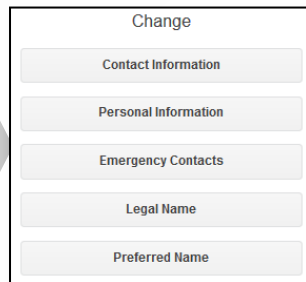 Change
Contact Information
Personal Information
Emergency Contacts
Legal Name
Preferred Name